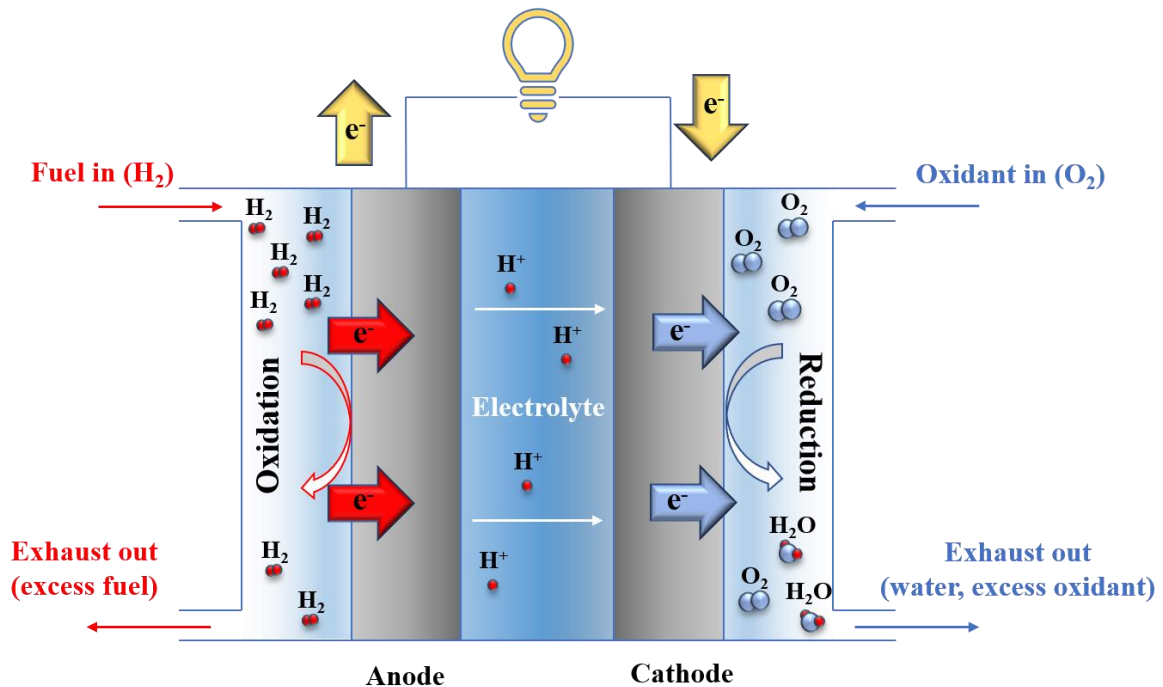 e⁻
e⁻
Fuel in (H₂)
Oxidant in (O₂)
H₂
H₂
H₂
H₂
H₂
O₂
O₂
O₂
H⁺
H⁺
e⁻
e⁻
Oxidation
Electrolyte
Reduction
H⁺
e⁻
e⁻
H⁺
H₂
H₂
H₂O
O₂
H₂O
Exhaust out
(excess fuel)
Exhaust out
(water, excess oxidant)
Anode
Cathode